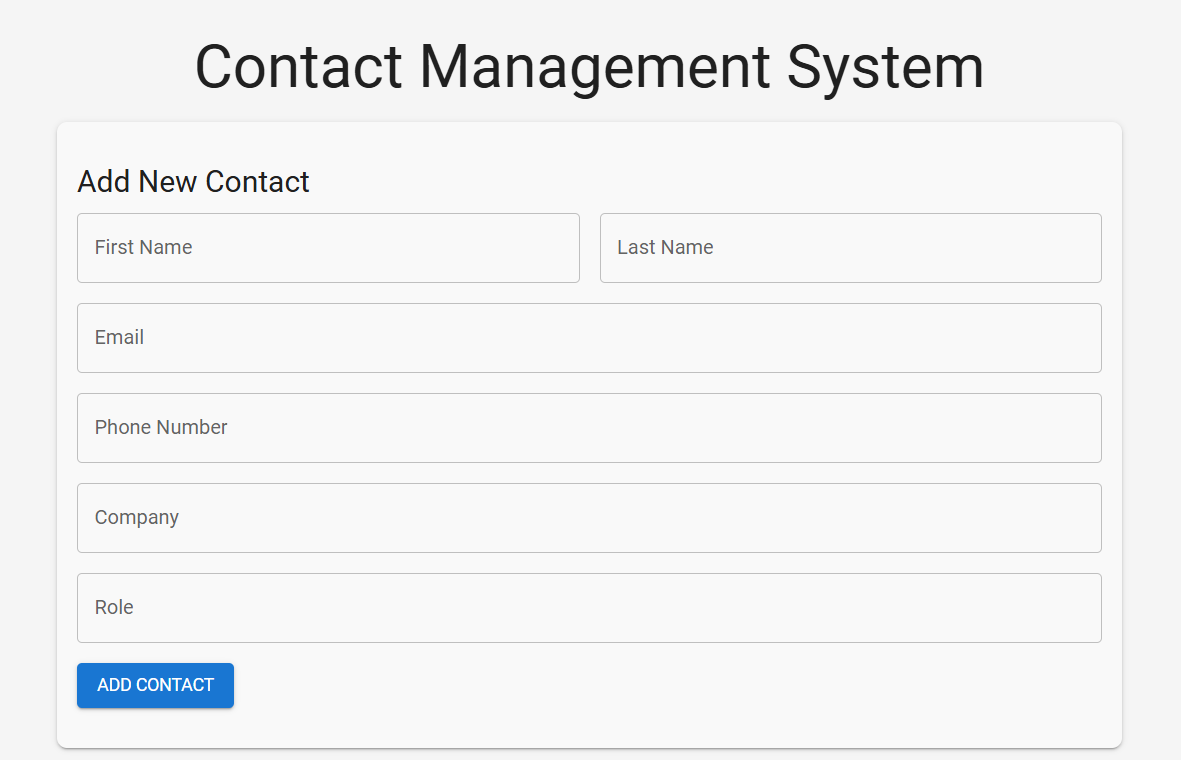 Contact Management System
Add New Contact
First Name
Last Name
Email
Phone Number
Company
Role
ADD CONTACT